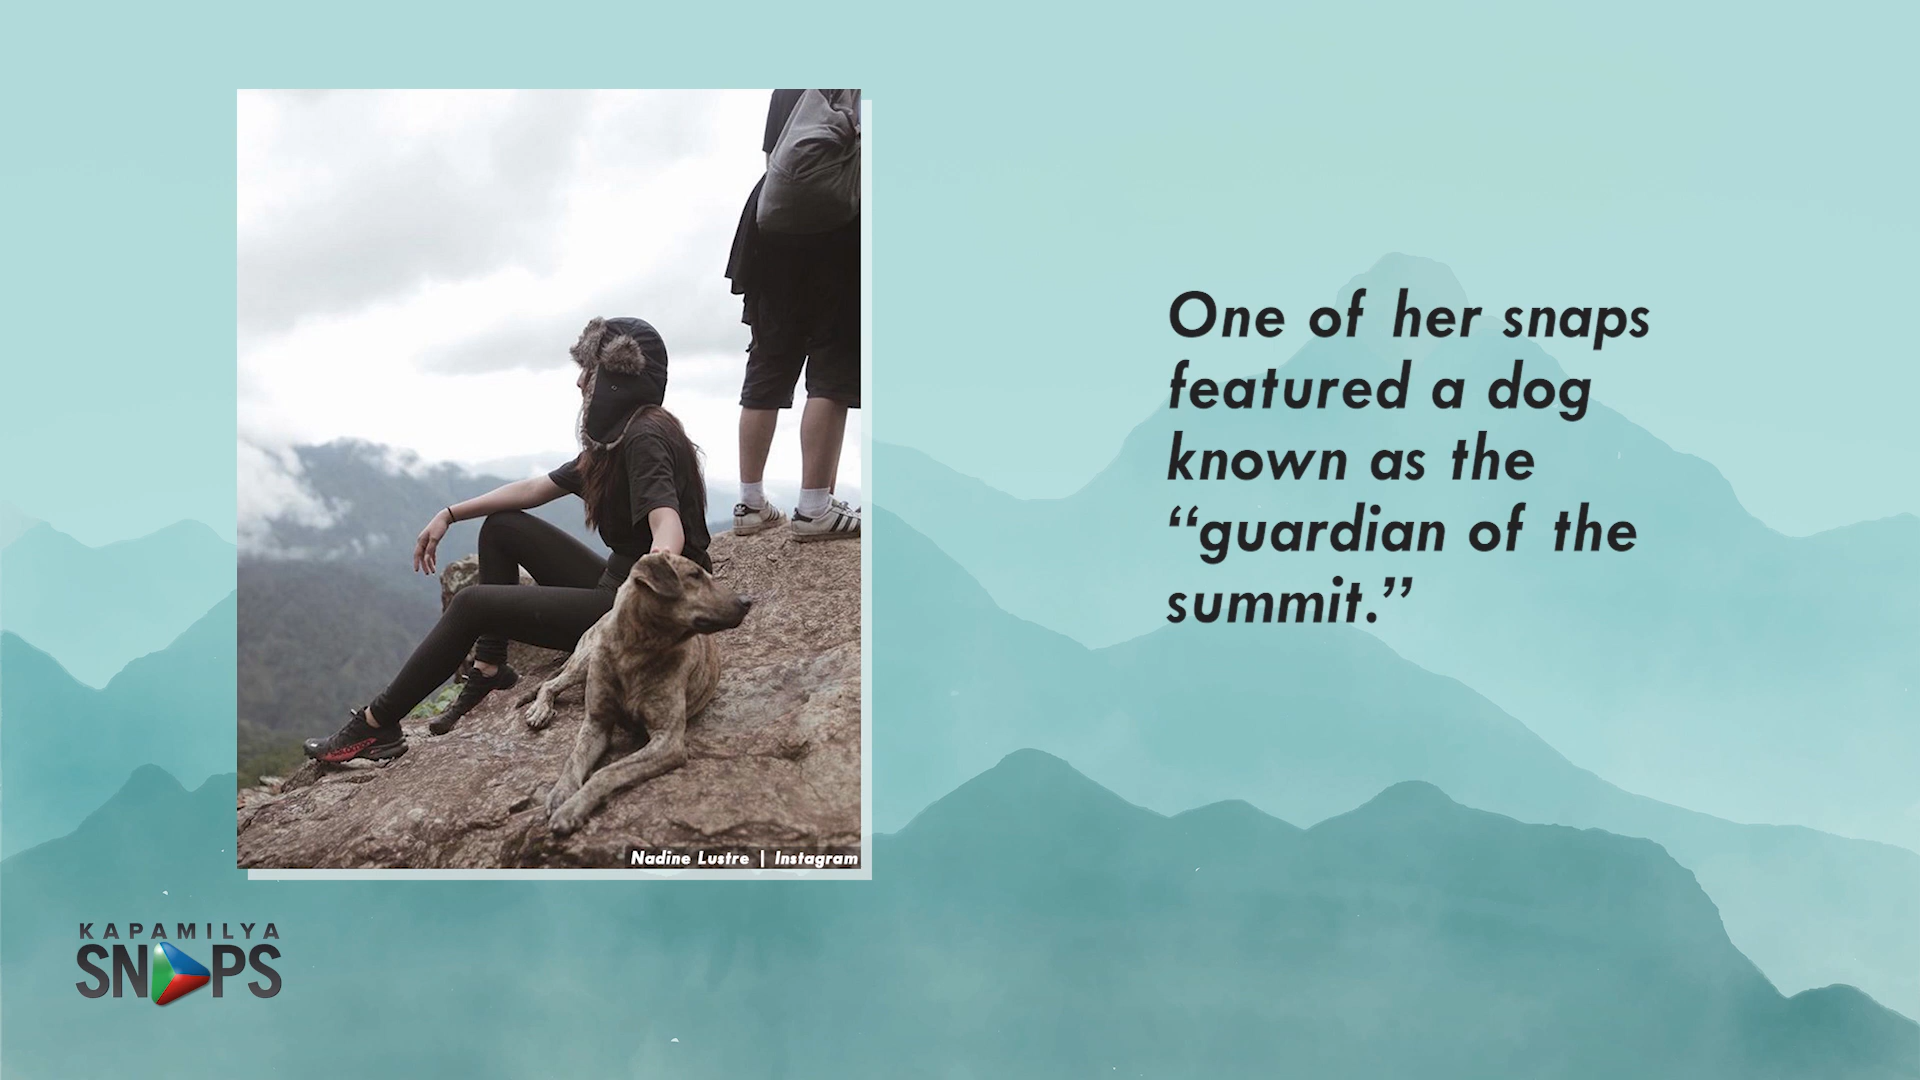 One of her snaps
featured a dog
known as the
“guardian of the
summit.”
Nadine Lustre | Instagram
KAPAMILYA
SNAPS